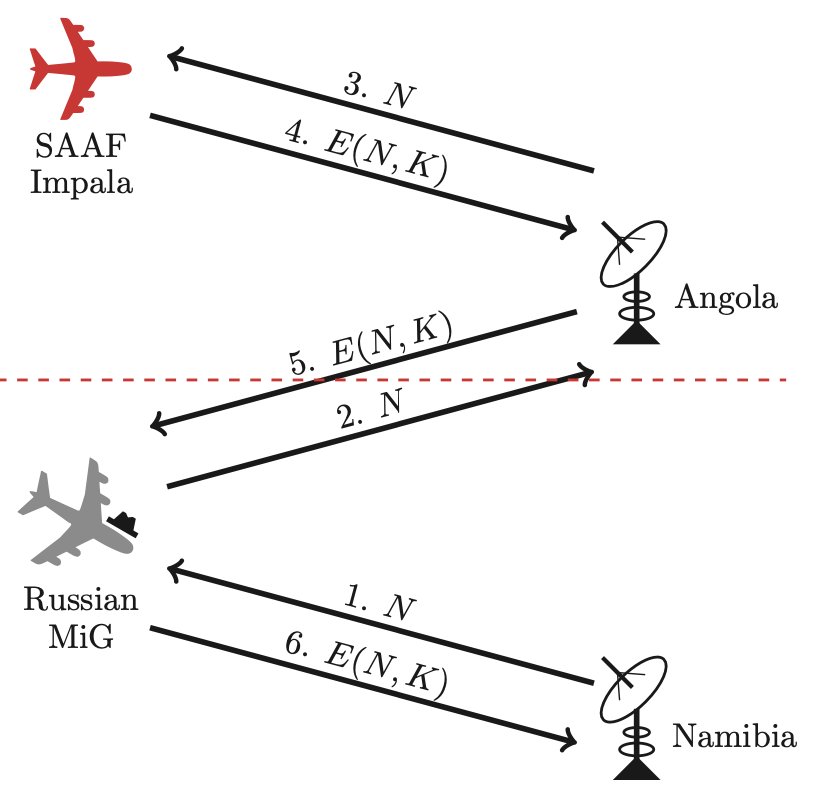 3. N
SAAF
Impala
4. E(N, K)
Angola
5. E(N, K)
2. N
Russian
MiG
1. N
6. E(N, K)
Namibia